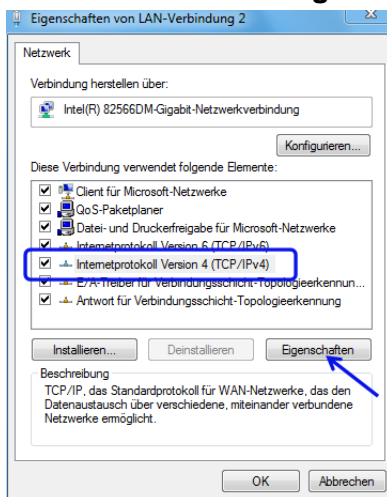 Eigenschaften von LAN-Verbindung 2
Netzwerk
Verbindung herstellen über:
Intel(R) 82566DM-Gigabit-Netzwerkverbindung
Konfigurieren...
Diese Verbindung verwendet folgende Elemente:
Client für Microsoft-Netzwerke
QoS-Paketplaner
Datei- und Druckerfreigabe für Microsoft-Netzwerke
Internetprotokoll Version 6 (TCP/IPv6)
Internetprotokoll Version 4 (TCP/IPv4)
E/A-Treiber für Verbindungsschicht-Topologieerkennun...
Antwort für Verbindungsschicht-Topologieerkennung
Installieren... Deinstallieren Eigenschaften
Beschreibung
TCP/IP, das Standardprotokoll für WAN-Netzwerke, das den
Datenaustausch über verschiedene, miteinander verbundene
Netzwerke ermöglicht.
OK Abbrechen